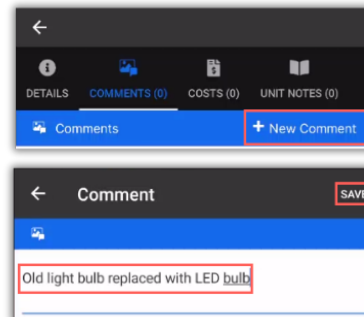 DETAILS COMMENTS (0) COSTS (0) UNIT NOTES (0)
Comments + New Comment
Comment SAVE
Old light bulb replaced with LED bulb